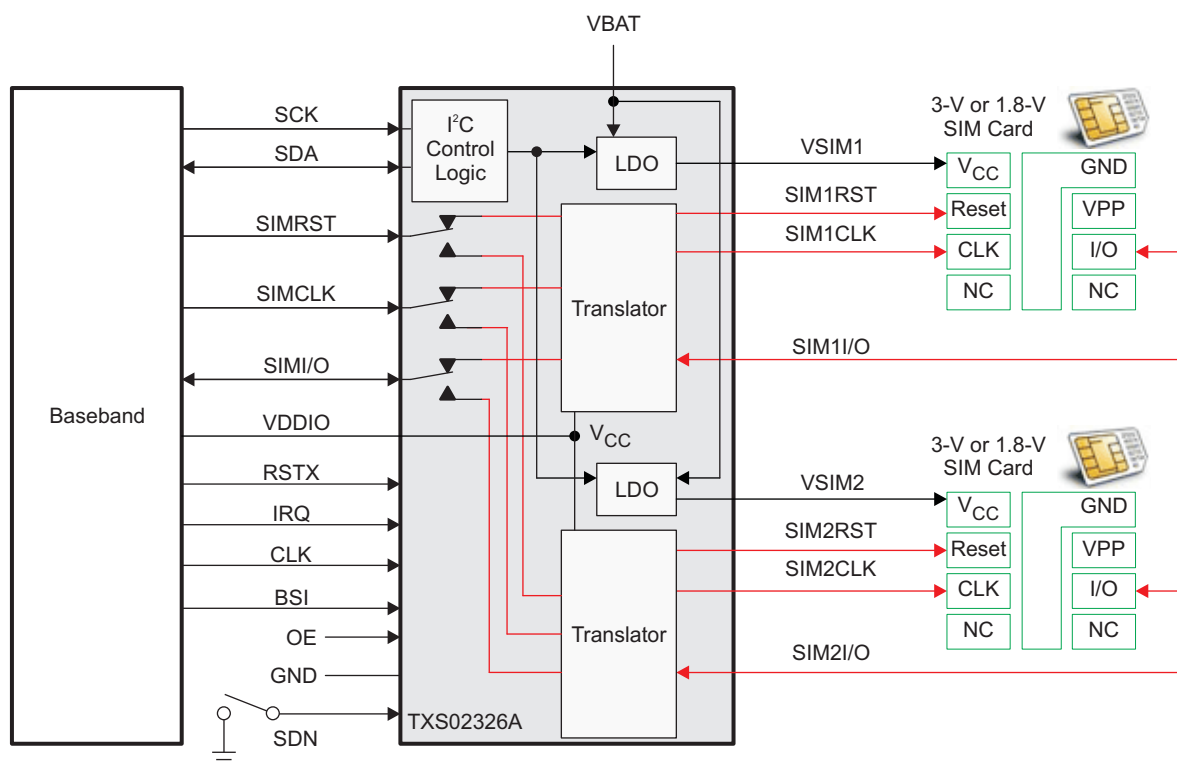 VBAT
Baseband
SCK
SDA
SIMRST
SIMCLK
SIMI/O
VDDIO
RSTX
IRQ
CLK
BSI
OE
GND
SDN
I²C
Control
Logic
LDO
Translator
VCC
LDO
Translator
TXS02326A
VSIM1
SIM1RST
SIM1CLK
SIM1I/O
VSIM2
SIM2RST
SIM2CLK
SIM2I/O
3-V or 1.8-V
SIM Card
VCC
GND
Reset
VPP
CLK
I/O
NC
NC
3-V or 1.8-V
SIM Card
VCC
GND
Reset
VPP
CLK
I/O
NC
NC